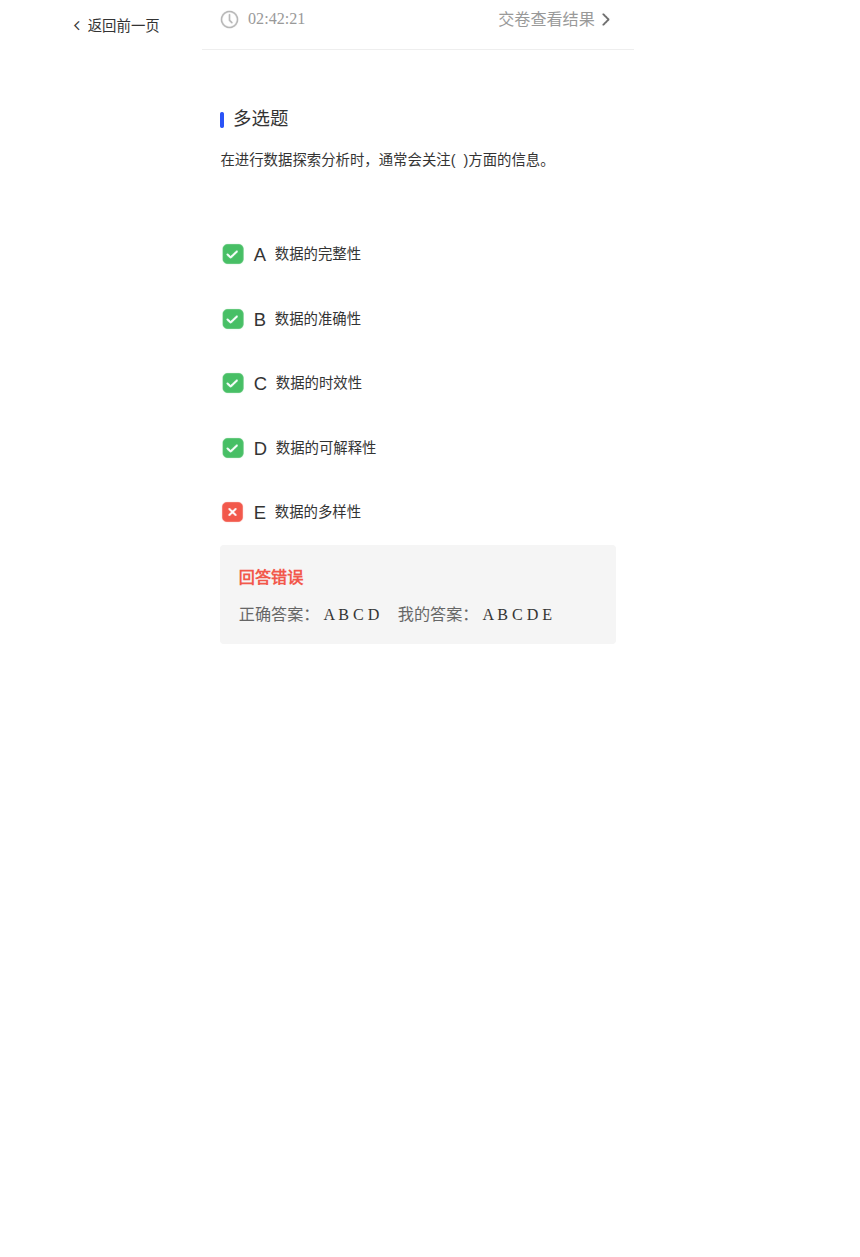 返回前一页
02:42:21 交卷查看结果
多选题
在进行数据探索分析时，通常会关注( )方面的信息。
A 数据的完整性
B 数据的准确性
C 数据的时效性
D 数据的可解释性
E 数据的多样性
回答错误
正确答案： A B C D 我的答案： A B C D E